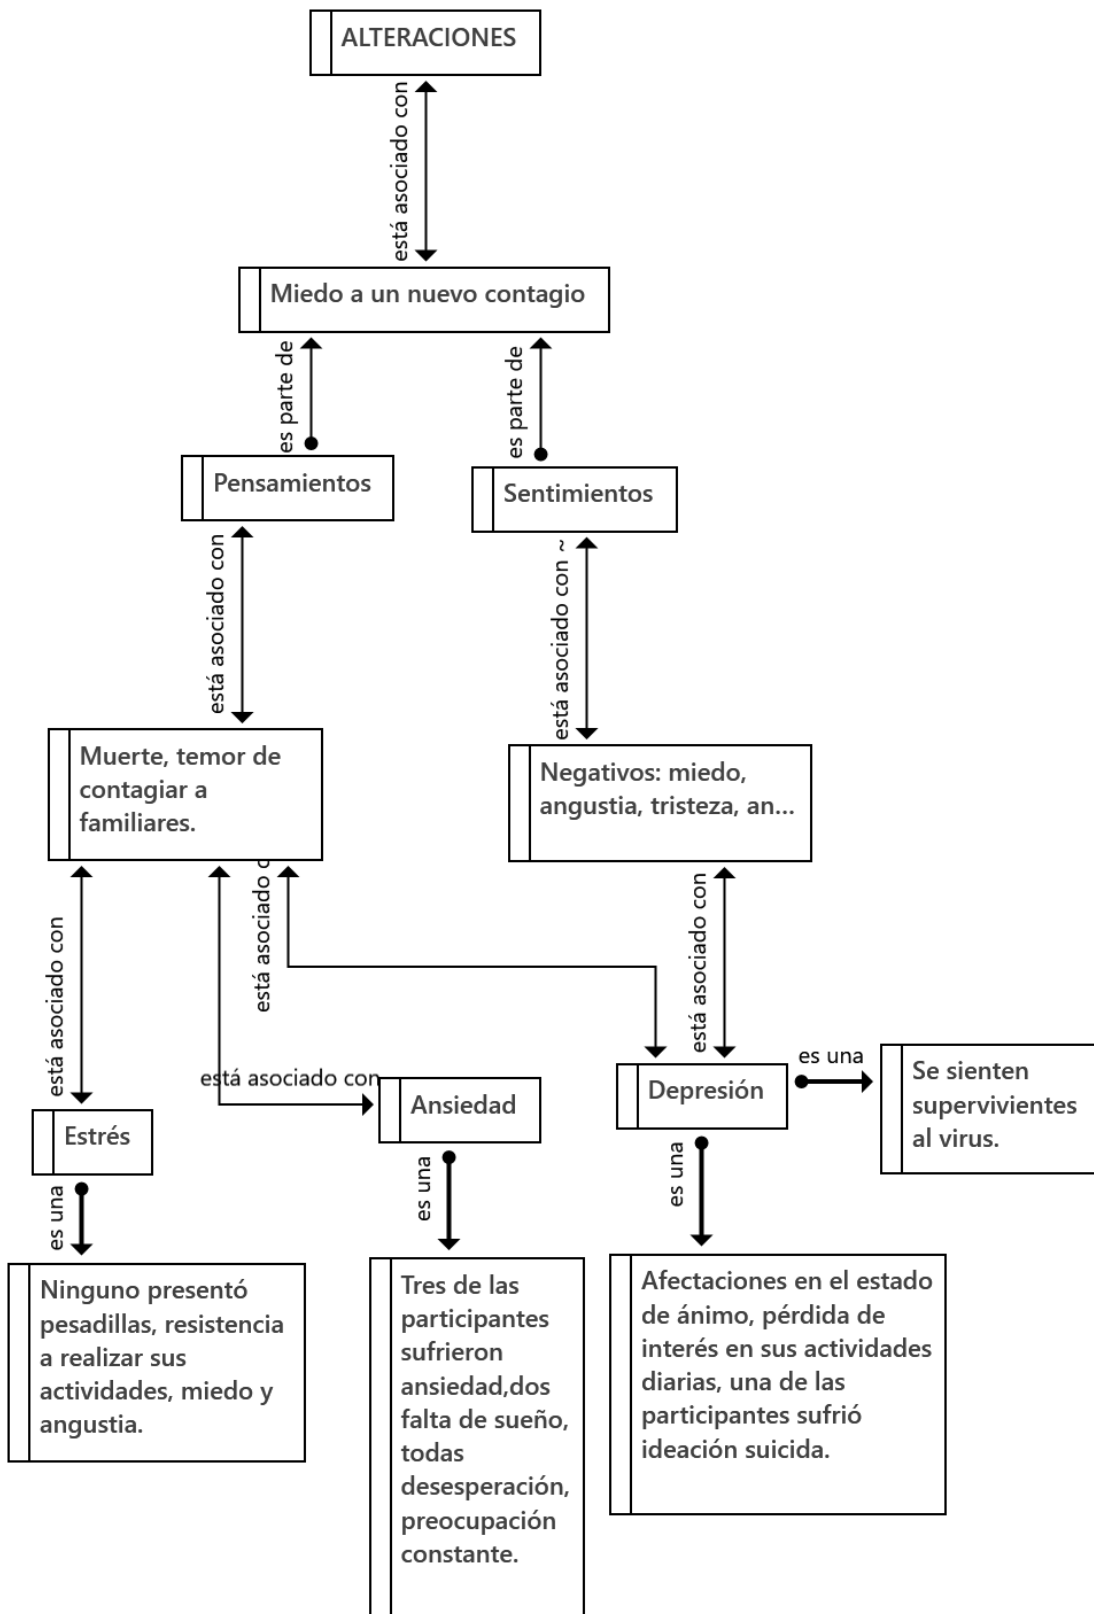 ALTERACIONES
está asociado con
Miedo a un nuevo contagio
es parte de
es parte de
Pensamientos
Sentimientos
está asociado con
está asociado con ~
Muerte, temor de
contagiar a
familiares.
Negativos: miedo,
angustia, tristeza, an...
está asociado con
está asociado
está asociado con
está asociado con
Estrés
Ansiedad
Depresión
es una
Se sienten
supervivientes
al virus.
es una
es una
es una
Ninguno presentó
pesadillas, resistencia
a realizar sus
actividades, miedo y
angustia.
Tres de las
participantes
sufrieron
ansiedad,dos
falta de sueño,
todas
desesperación,
preocupación
constante.
Afectaciones en el estado
de ánimo, pérdida de
interés en sus actividades
diarias, una de las
participantes sufrió
ideación suicida.